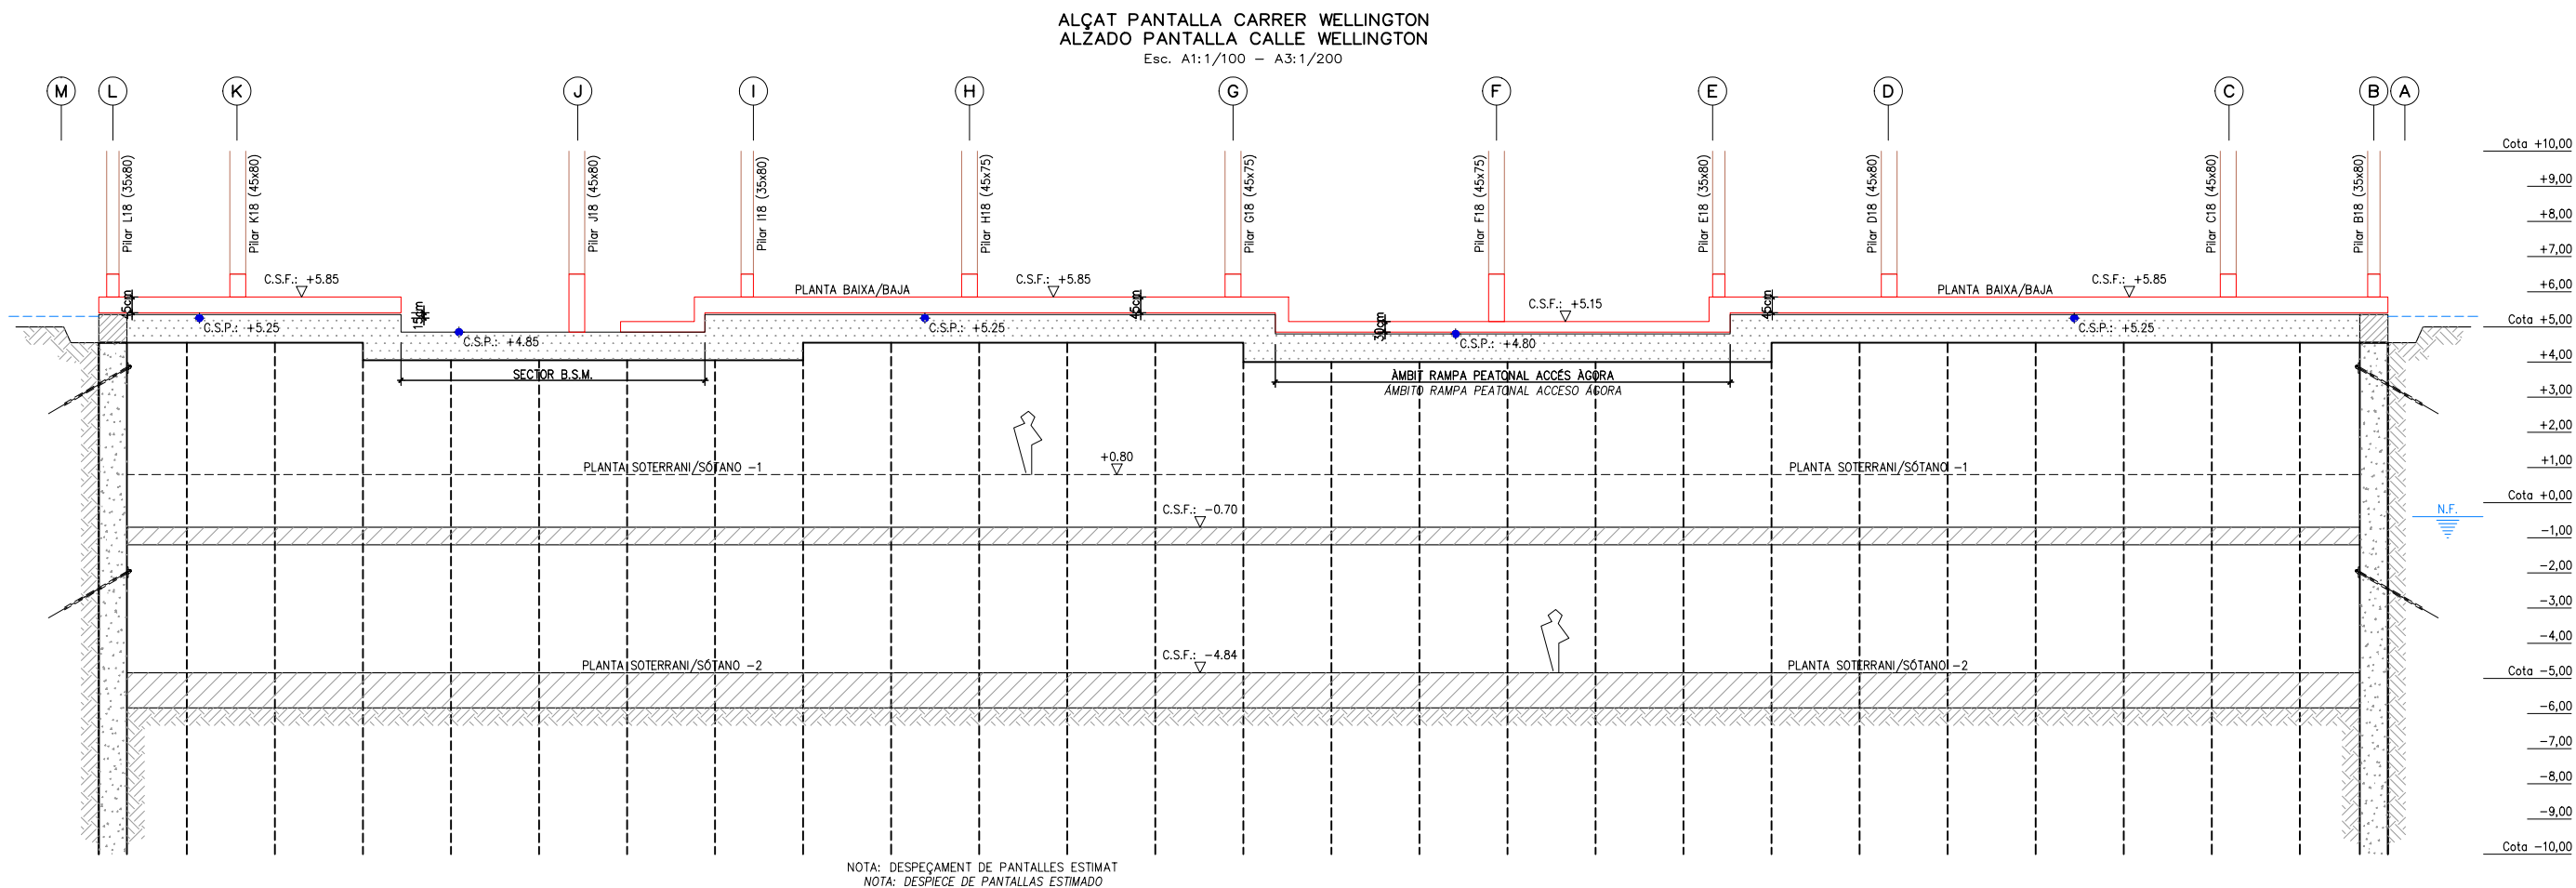 ALÇAT PANTALLA CARRER WELLINGTON
ALZADO PANTALLA CALLE WELLINGTON
Esc. A1:1/100 – A3:1/200
M L K J I H G F E D C B A
Pilar L18 (35x80)
Pilar K18 (45x80)
Pilar J18 (45x80)
Pilar I18 (35x80)
Pilar H18 (45x75)
Pilar G18 (45x75)
Pilar F18 (45x75)
Pilar E18 (35x80)
Pilar D18 (45x80)
Pilar C18 (45x80)
Pilar B18 (35x80)
Cota +10,00
+9,00
+8,00
+7,00
+6,00
Cota +5,00
+4,00
+3,00
+2,00
+1,00
Cota +0,00
N.F.
-1,00
-2,00
-3,00
-4,00
Cota -5,00
-6,00
-7,00
-8,00
-9,00
Cota -10,00
C.S.F.: +5.85
PLANTA BAIXA/BAJA
C.S.F.: +5.85
C.S.F.: +5.15
PLANTA BAIXA/BAJA
C.S.F.: +5.85
45cm
15cm
45cm
30cm
45cm
C.S.P.: +5.25
C.S.P.: +4.85
C.S.P.: +5.25
C.S.P.: +4.80
C.S.P.: +5.25
SECTOR B.S.M.
ÀMBIT RAMPA PEATONAL ACCÉS ÀGORA
ÁMBITO RAMPA PEATONAL ACCESO ÁGORA
PLANTA SOTERRANI/SÓTANO -1
+0.80
PLANTA SOTERRANI/SÓTANO -1
C.S.F.: -0.70
PLANTA SOTERRANI/SÓTANO -2
C.S.F.: -4.84
PLANTA SOTERRANI/SÓTANO -2
NOTA: DESPEÇAMENT DE PANTALLES ESTIMAT
NOTA: DESPIECE DE PANTALLAS ESTIMADO